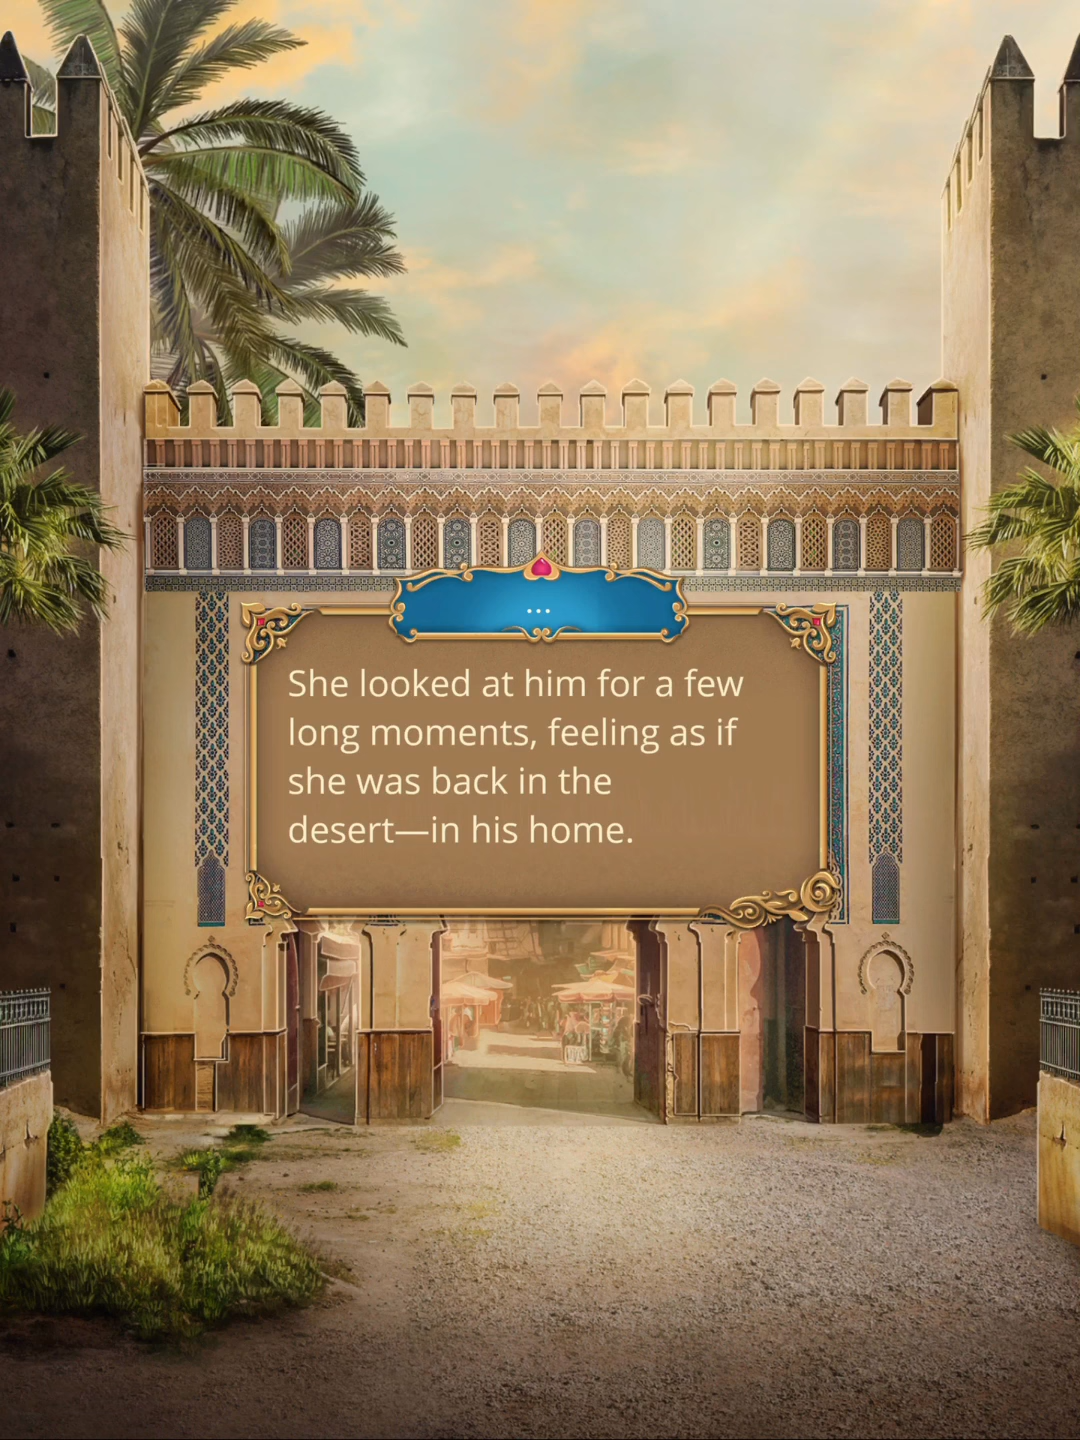 ...
She looked at him for a few
long moments, feeling as if
she was back in the
desert—in his home.